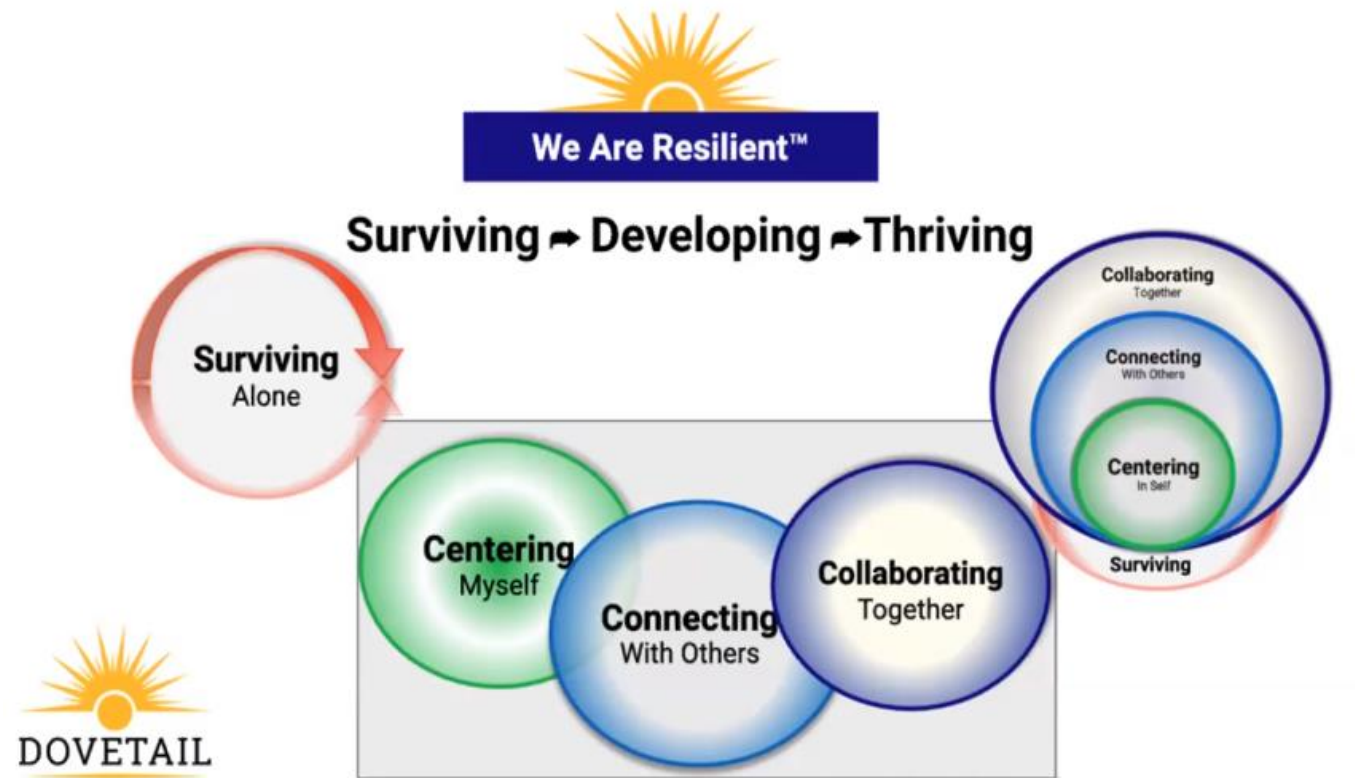 We Are Resilient™
Surviving ➦ Developing ➦ Thriving
Surviving
Alone
Centering
Myself
Connecting
With Others
Collaborating
Together
Collaborating
Together
Connecting
With Others
Centering
In Self
Surviving
DOVETAIL